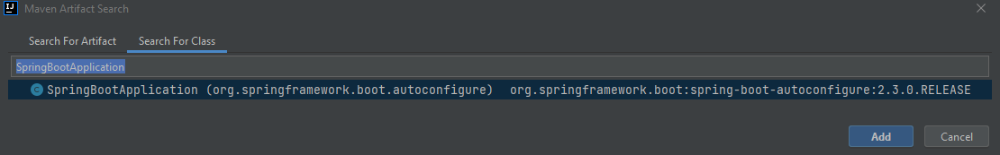 IJ Maven Artifact Search
Search For Artifact Search For Class
SpringBootApplication
C SpringBootApplication (org.springframework.boot.autoconfigure) org.springframework.boot:spring-boot-autoconfigure:2.3.0.RELEASE
Add Cancel